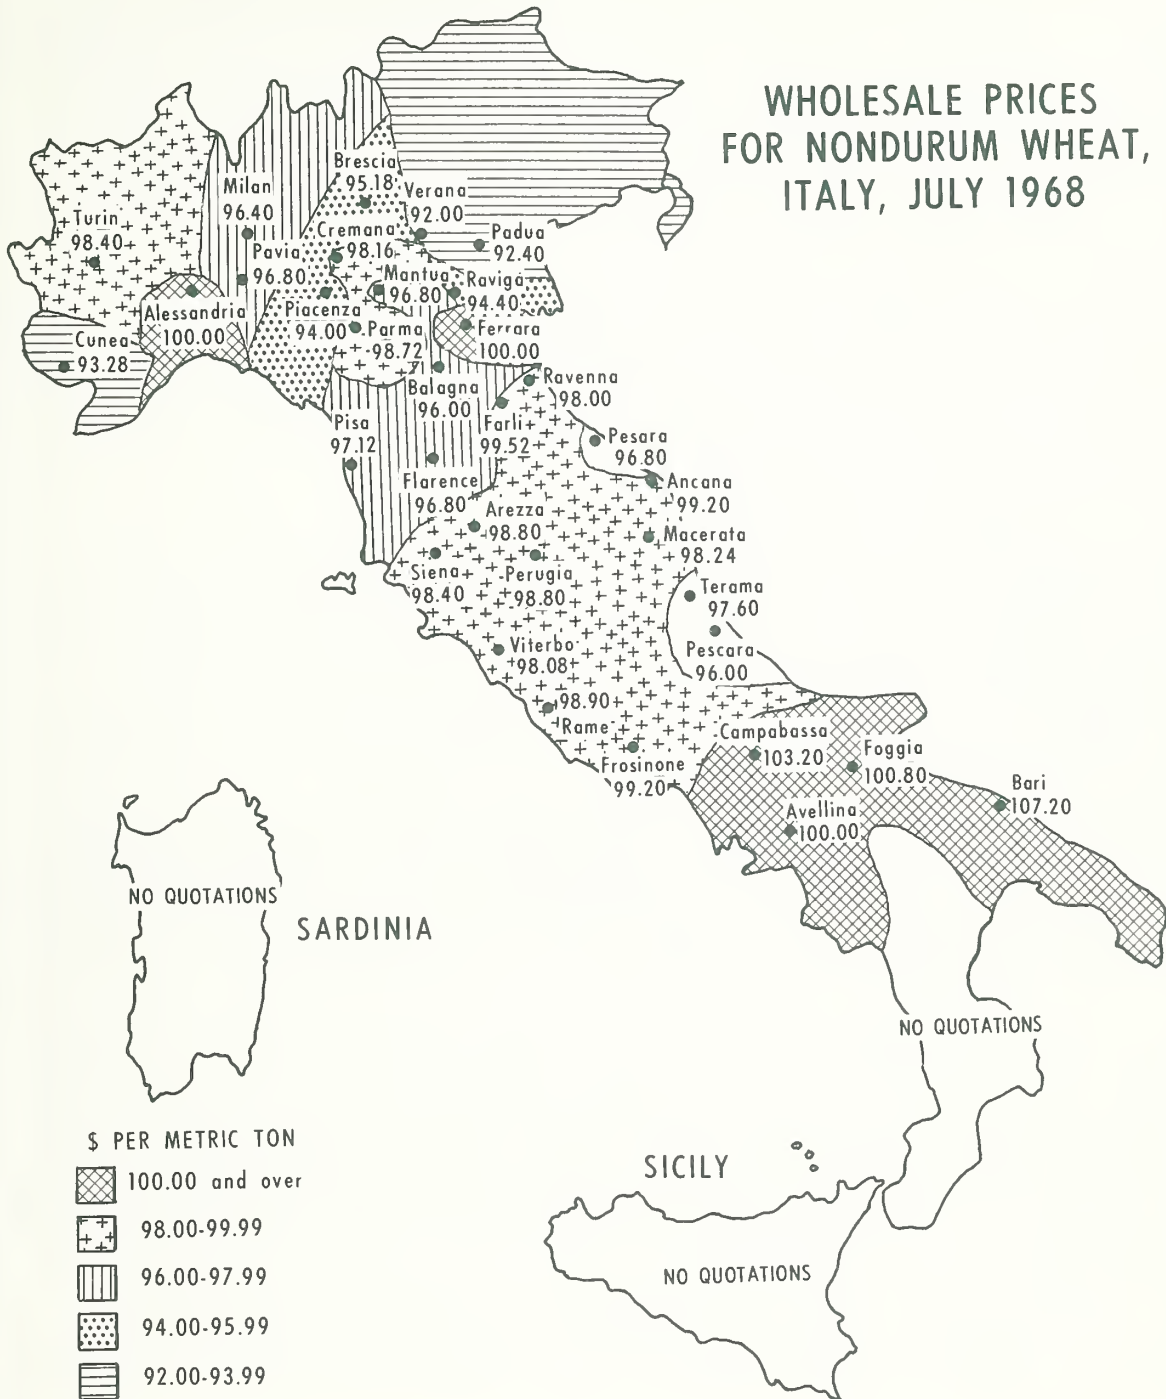 WHOLESALE PRICES
FOR NONDURUM WHEAT,
ITALY, JULY 1968
Brescia
95.18
Milan
96.40
Verana
92.00
Turin
98.40
Cremana
98.16
Padua
92.40
Pavia
96.80
Mantua
96.80
Ravigo
94.40
Alessandria
100.00
Piacenza
94.00
Parma
98.72
Ferrara
100.00
Cunea
93.28
Balagna
96.00
Ravenna
98.00
Pisa
97.12
Farli
99.52
Pesara
96.80
Flarence
96.80
Ancana
99.20
Arezza
98.80
Macerata
98.24
Siena
98.40
Perugia
98.80
Terama
97.60
Viterbo
98.08
Pescara
96.00
98.90
Rame
Campabassa
103.20
Frosinone
99.20
Foggia
100.80
Bari
107.20
Avellina
100.00
NO QUOTATIONS
SARDINIA
NO QUOTATIONS
$ PER METRIC TON
100.00 and over
98.00-99.99
96.00-97.99
94.00-95.99
92.00-93.99
SICILY
NO QUOTATIONS